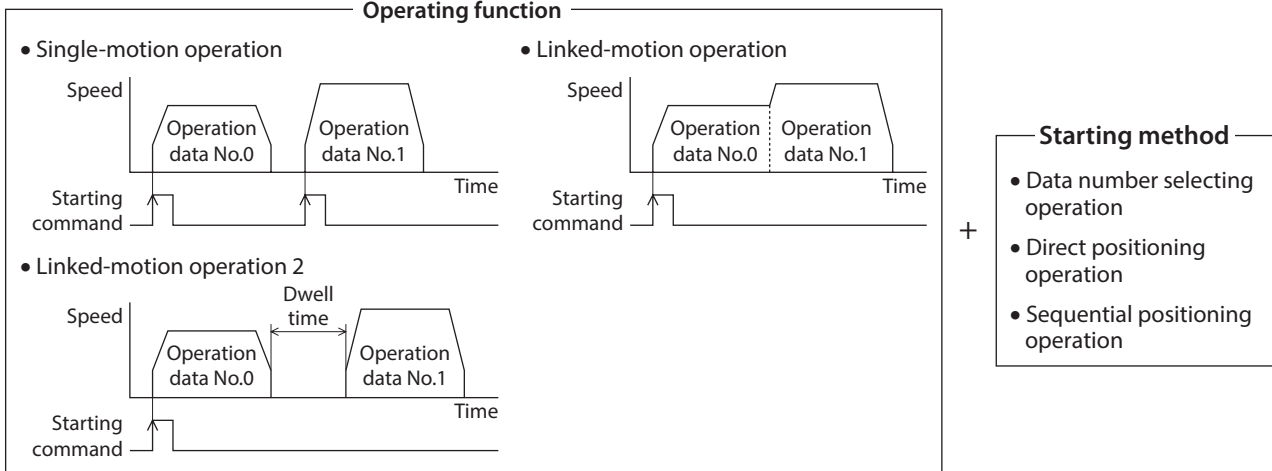 Operating function
• Single-motion operation
Speed
Operation
data No.0
Operation
data No.1
Time
Starting
command
• Linked-motion operation
Speed
Operation
data No.0
Operation
data No.1
Time
Starting
command
• Linked-motion operation 2
Dwell
time
Speed
Operation
data No.0
Operation
data No.1
Time
Starting
command
+
Starting method
• Data number selecting
operation
• Direct positioning
operation
• Sequential positioning
operation